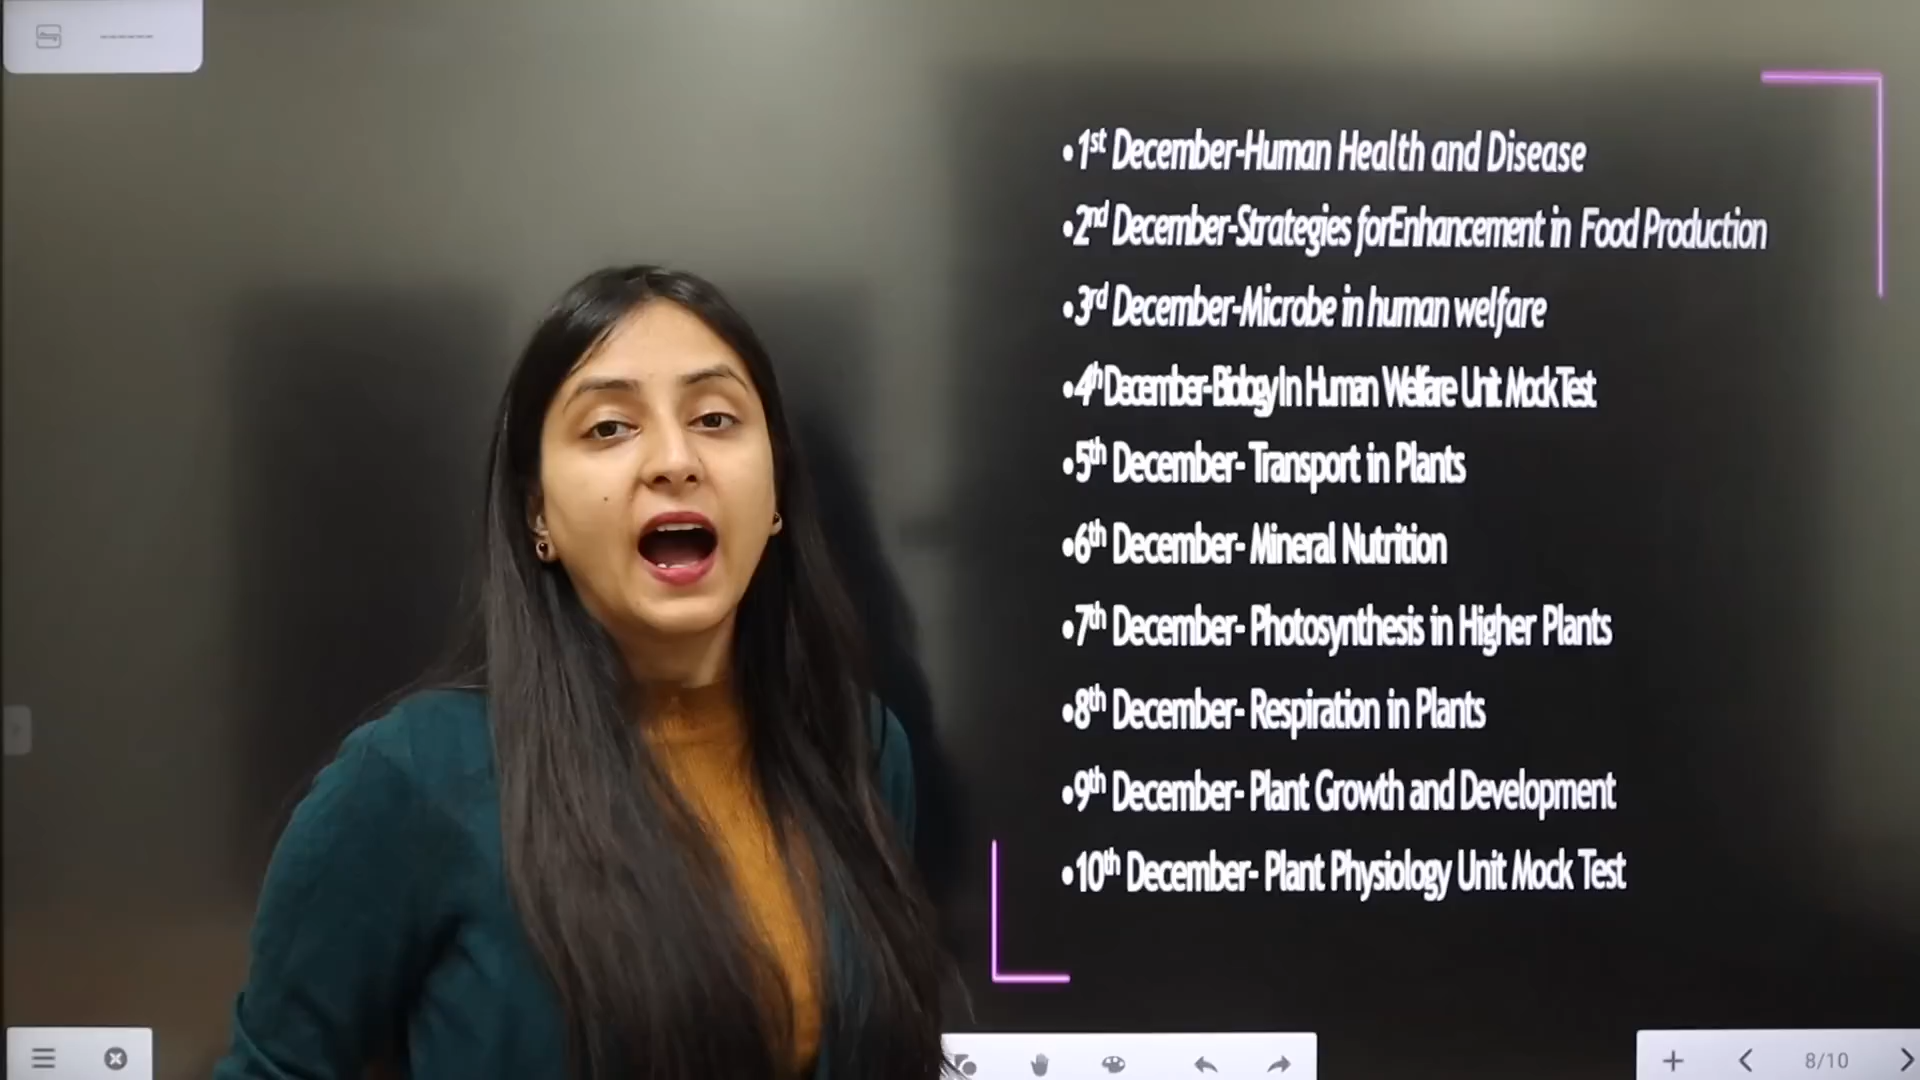 •1st December-Human Health and Disease
•2nd December-Strategies forEnhancement in Food Production
•3rd December-Microbe in human welfare
•4th December-Biology In Human Welfare Unit Mock Test
•5th December- Transport in Plants
•6th December- Mineral Nutrition
•7th December- Photosynthesis in Higher Plants
•8th December- Respiration in Plants
•9th December- Plant Growth and Development
•10th December- Plant Physiology Unit Mock Test
8/10